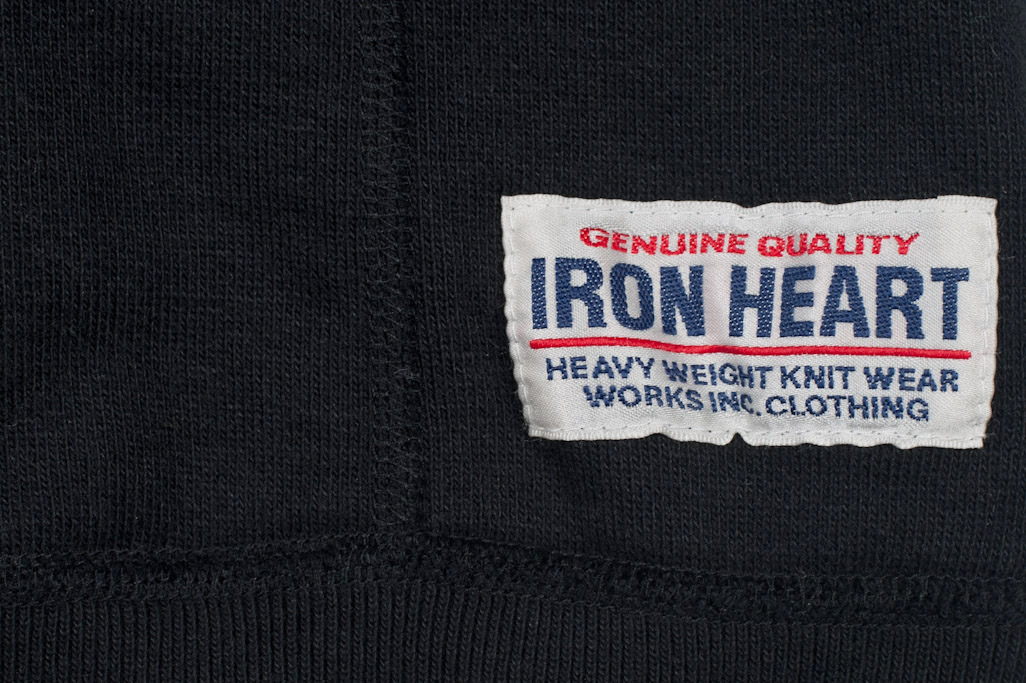 GENUINE QUALITY
IRON HEART
HEAVY WEIGHT KNIT WEAR
WORKS INC. CLOTHING